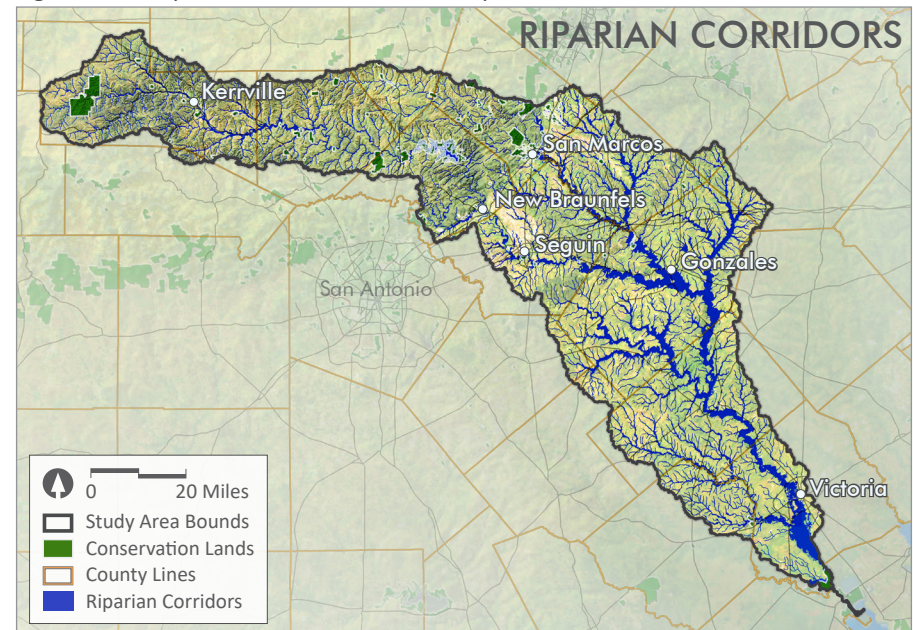 RIPARIAN CORRIDORS
Kerrville
San Marcos
New Braunfels
Seguin
Gonzales
San Antonio
Victoria
0 20 Miles
Study Area Bounds
Conservation Lands
County Lines
Riparian Corridors